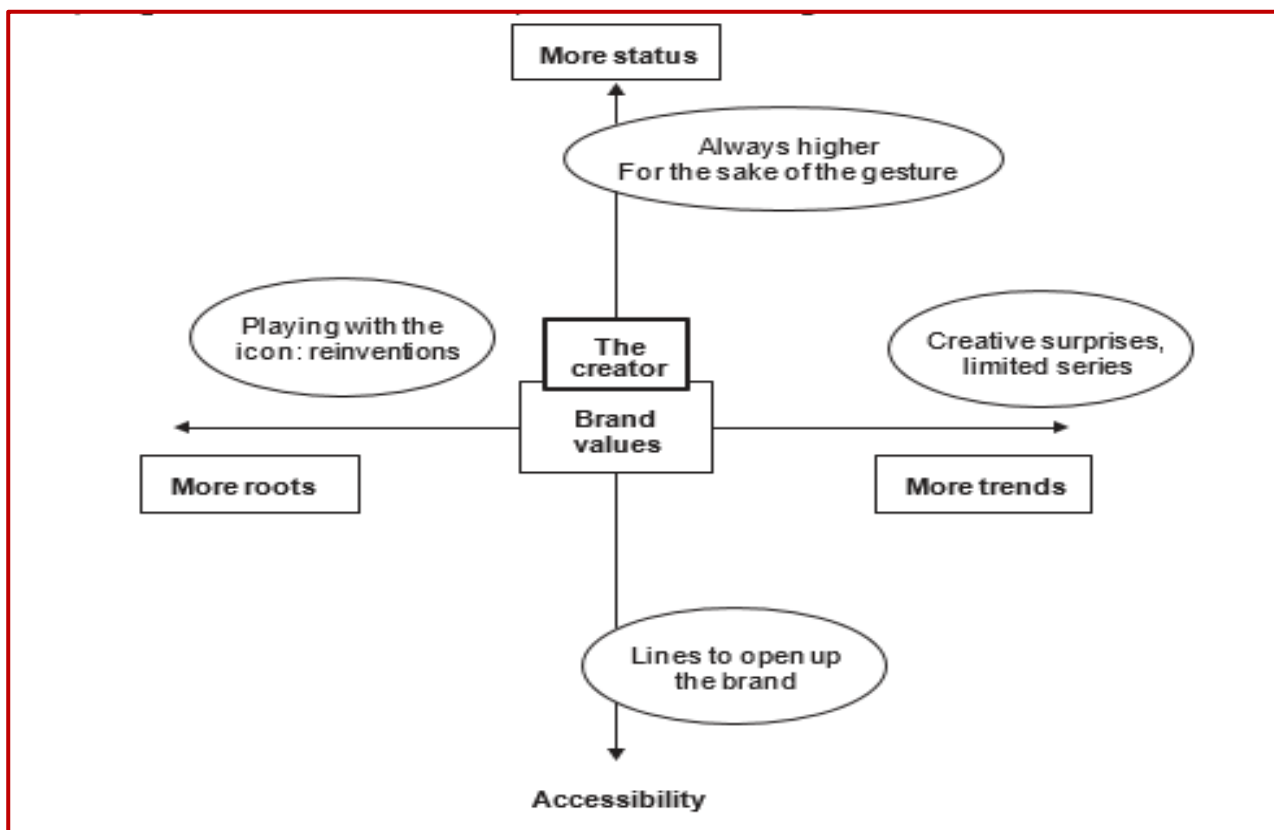 More status
Always higher
For the sake of the gesture
Playing with the
icon : reinventions
The
creator
Creative surprises,
limited series
Brand
values
More roots
More trends
Lines to open up
the brand
Accessibility